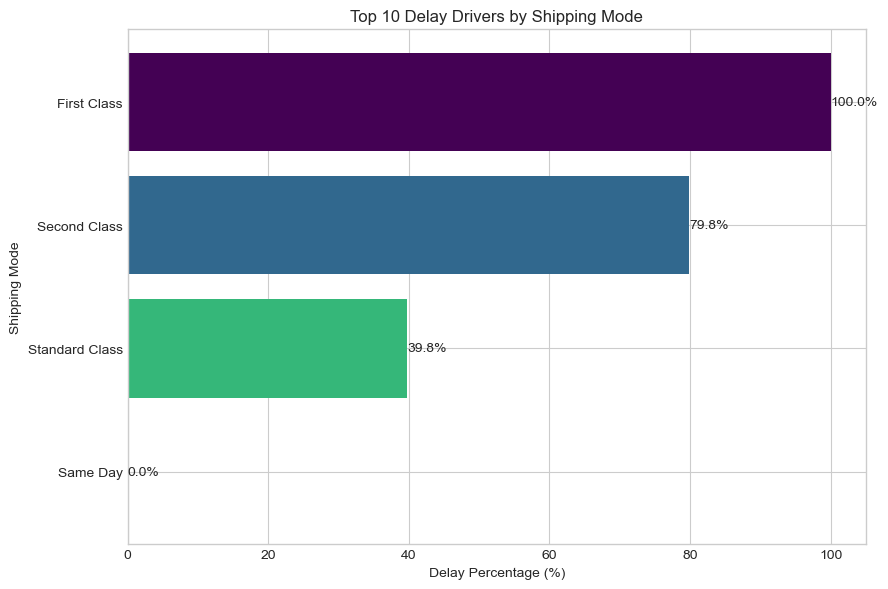 Top 10 Delay Drivers by Shipping Mode
First Class
100.0%
Second Class
79.8%
Standard Class
39.8%
Same Day
0.0%
Shipping Mode
0 20 40 60 80 100
Delay Percentage (%)